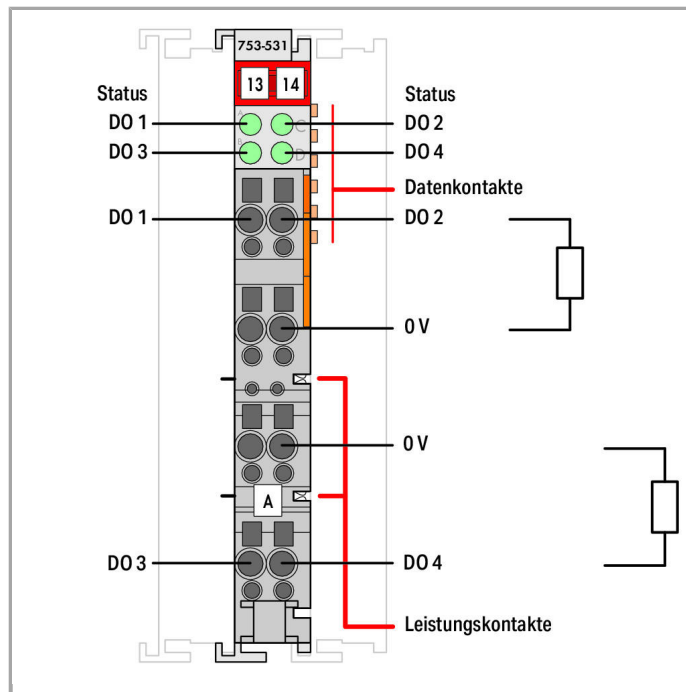 753-531
13 14
Status Status
A C
DO 1 DO 2
B D
DO 3 DO 4
Datenkontakte
DO 1 DO 2
0 V
0 V
A
DO 3 DO 4
Leistungskontakte